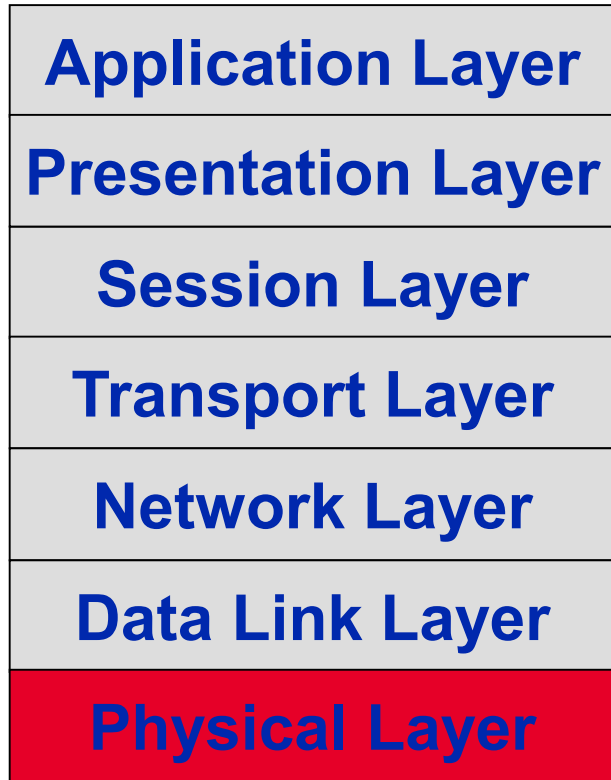 Application Layer
Presentation Layer
Session Layer
Transport Layer
Network Layer
Data Link Layer
Physical Layer